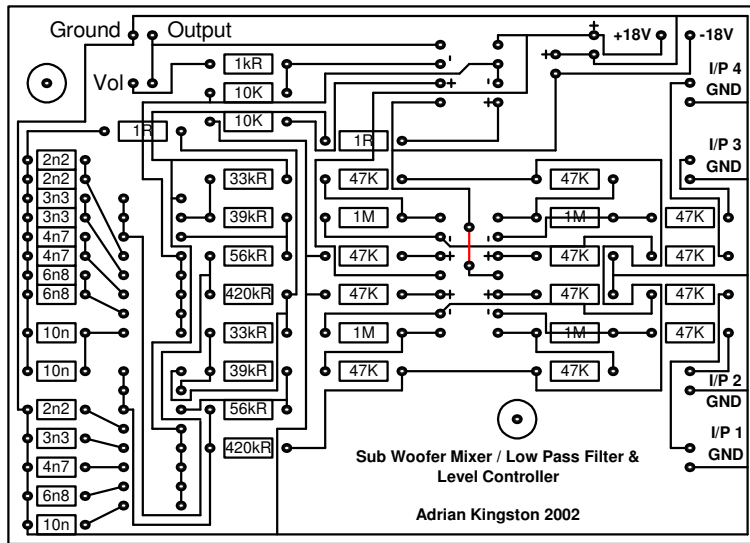 Ground Output
+18V -18V
1kR
Vol
I/P 4
10K
GND
10K
1R
1R
I/P 3
2n2
GND
2n2
33kR 47K 47K
3n3
3n3
39kR 1M 1M 47K
4n7
4n7
56kR 47K 47K 47K
6n8
6n8
420kR 47K 47K 47K
10n
33kR 1M 1M 47K
10n
39kR 47K 47K
I/P 2
2n2
56kR
GND
3n3
I/P 1
420kR
GND
4n7
Sub Woofer Mixer / Low Pass Filter &
Level Controller
6n8
10n
Adrian Kingston 2002